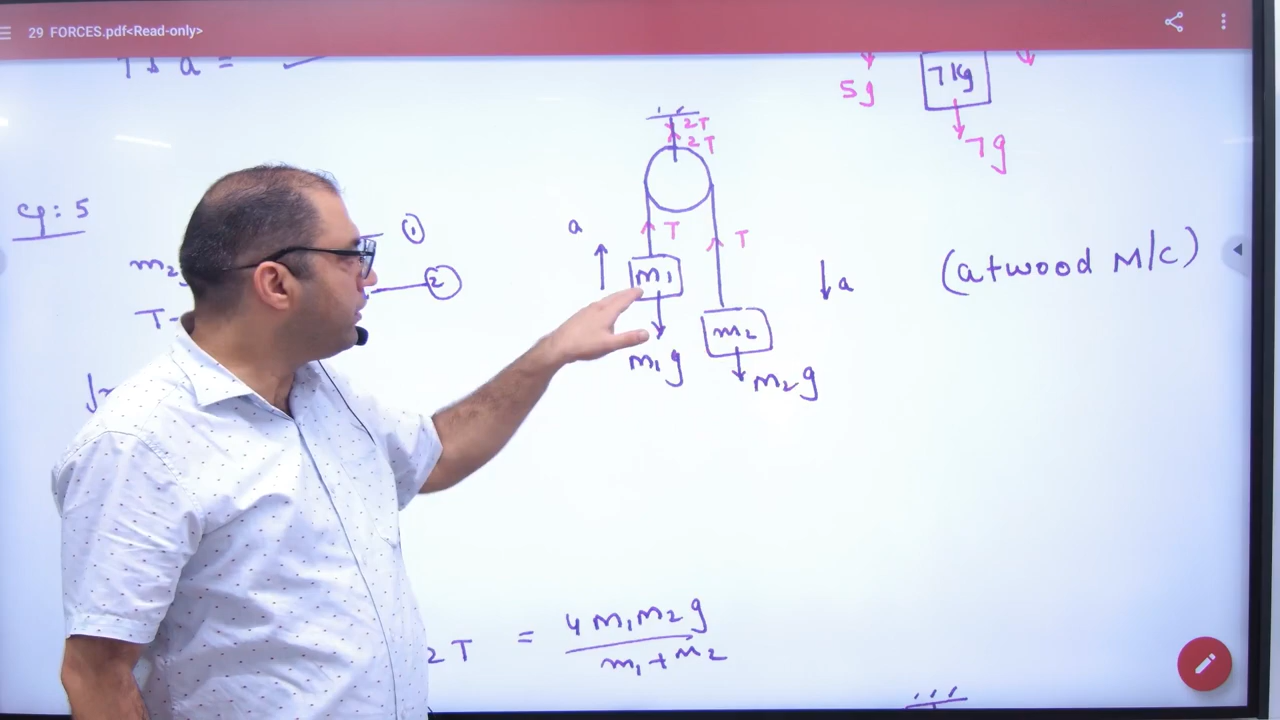 29 FORCES.pdf<Read-only>
a =
5g
7Kg
7g
2T
2T
T
T
a
m₁
m₁g
m₂
m₂g
a
(atwood M/C)
: 5
①
m₂
②
T-
2T = 4m₁m₂g / m₁+m₂